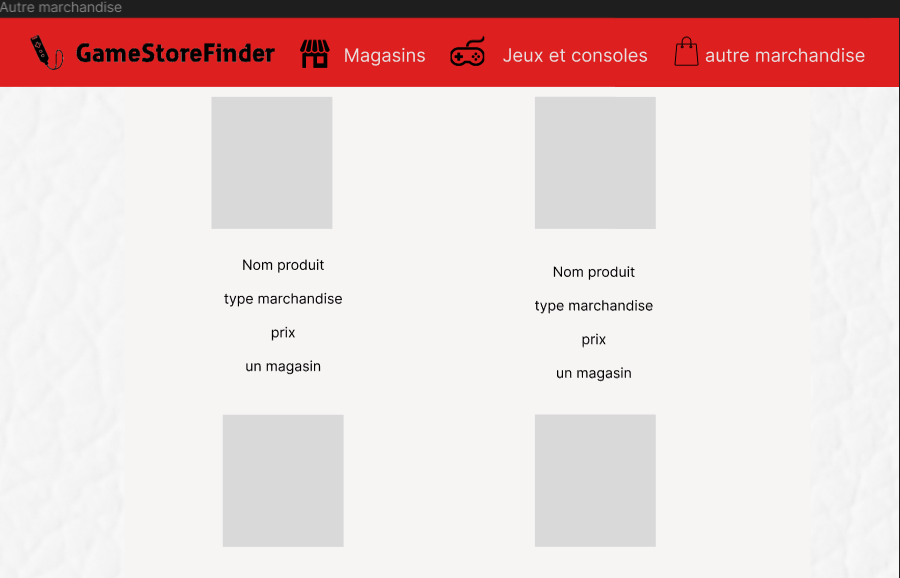 Autre marchandise
GameStoreFinder Magasins Jeux et consoles autre marchandise
Nom produit
type marchandise
prix
un magasin
Nom produit
type marchandise
prix
un magasin